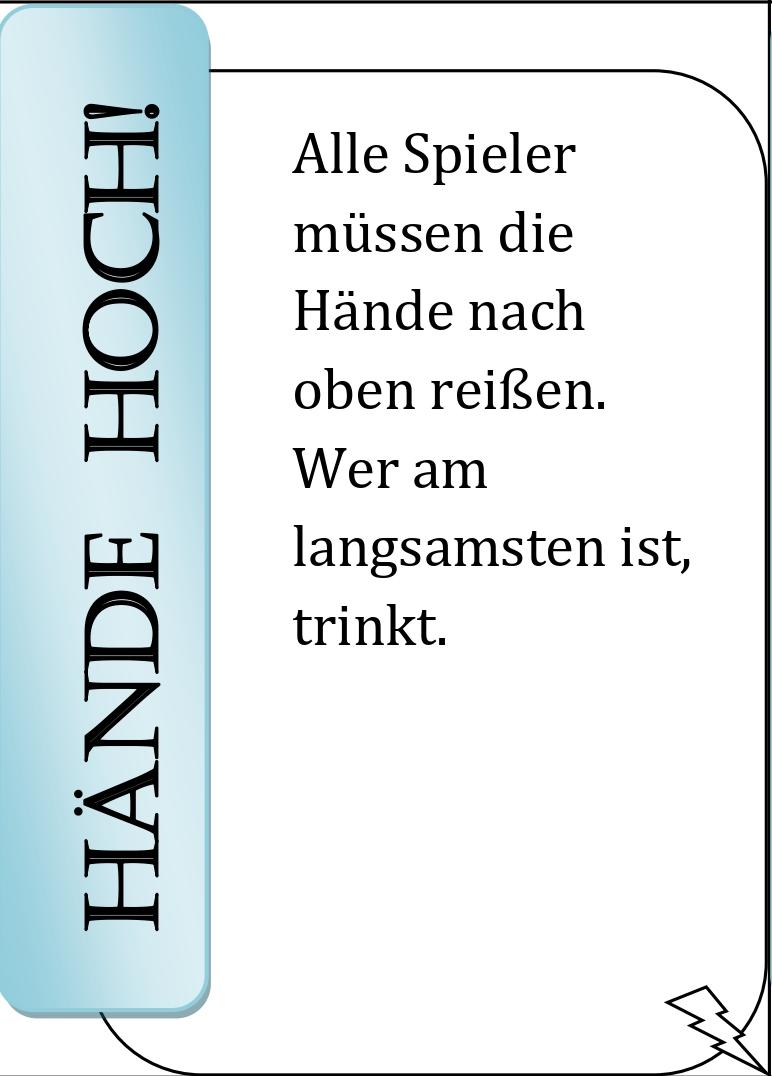 HÄNDE HOCH!
Alle Spieler
müssen die
Hände nach
oben reißen.
Wer am
langsamsten ist,
trinkt.